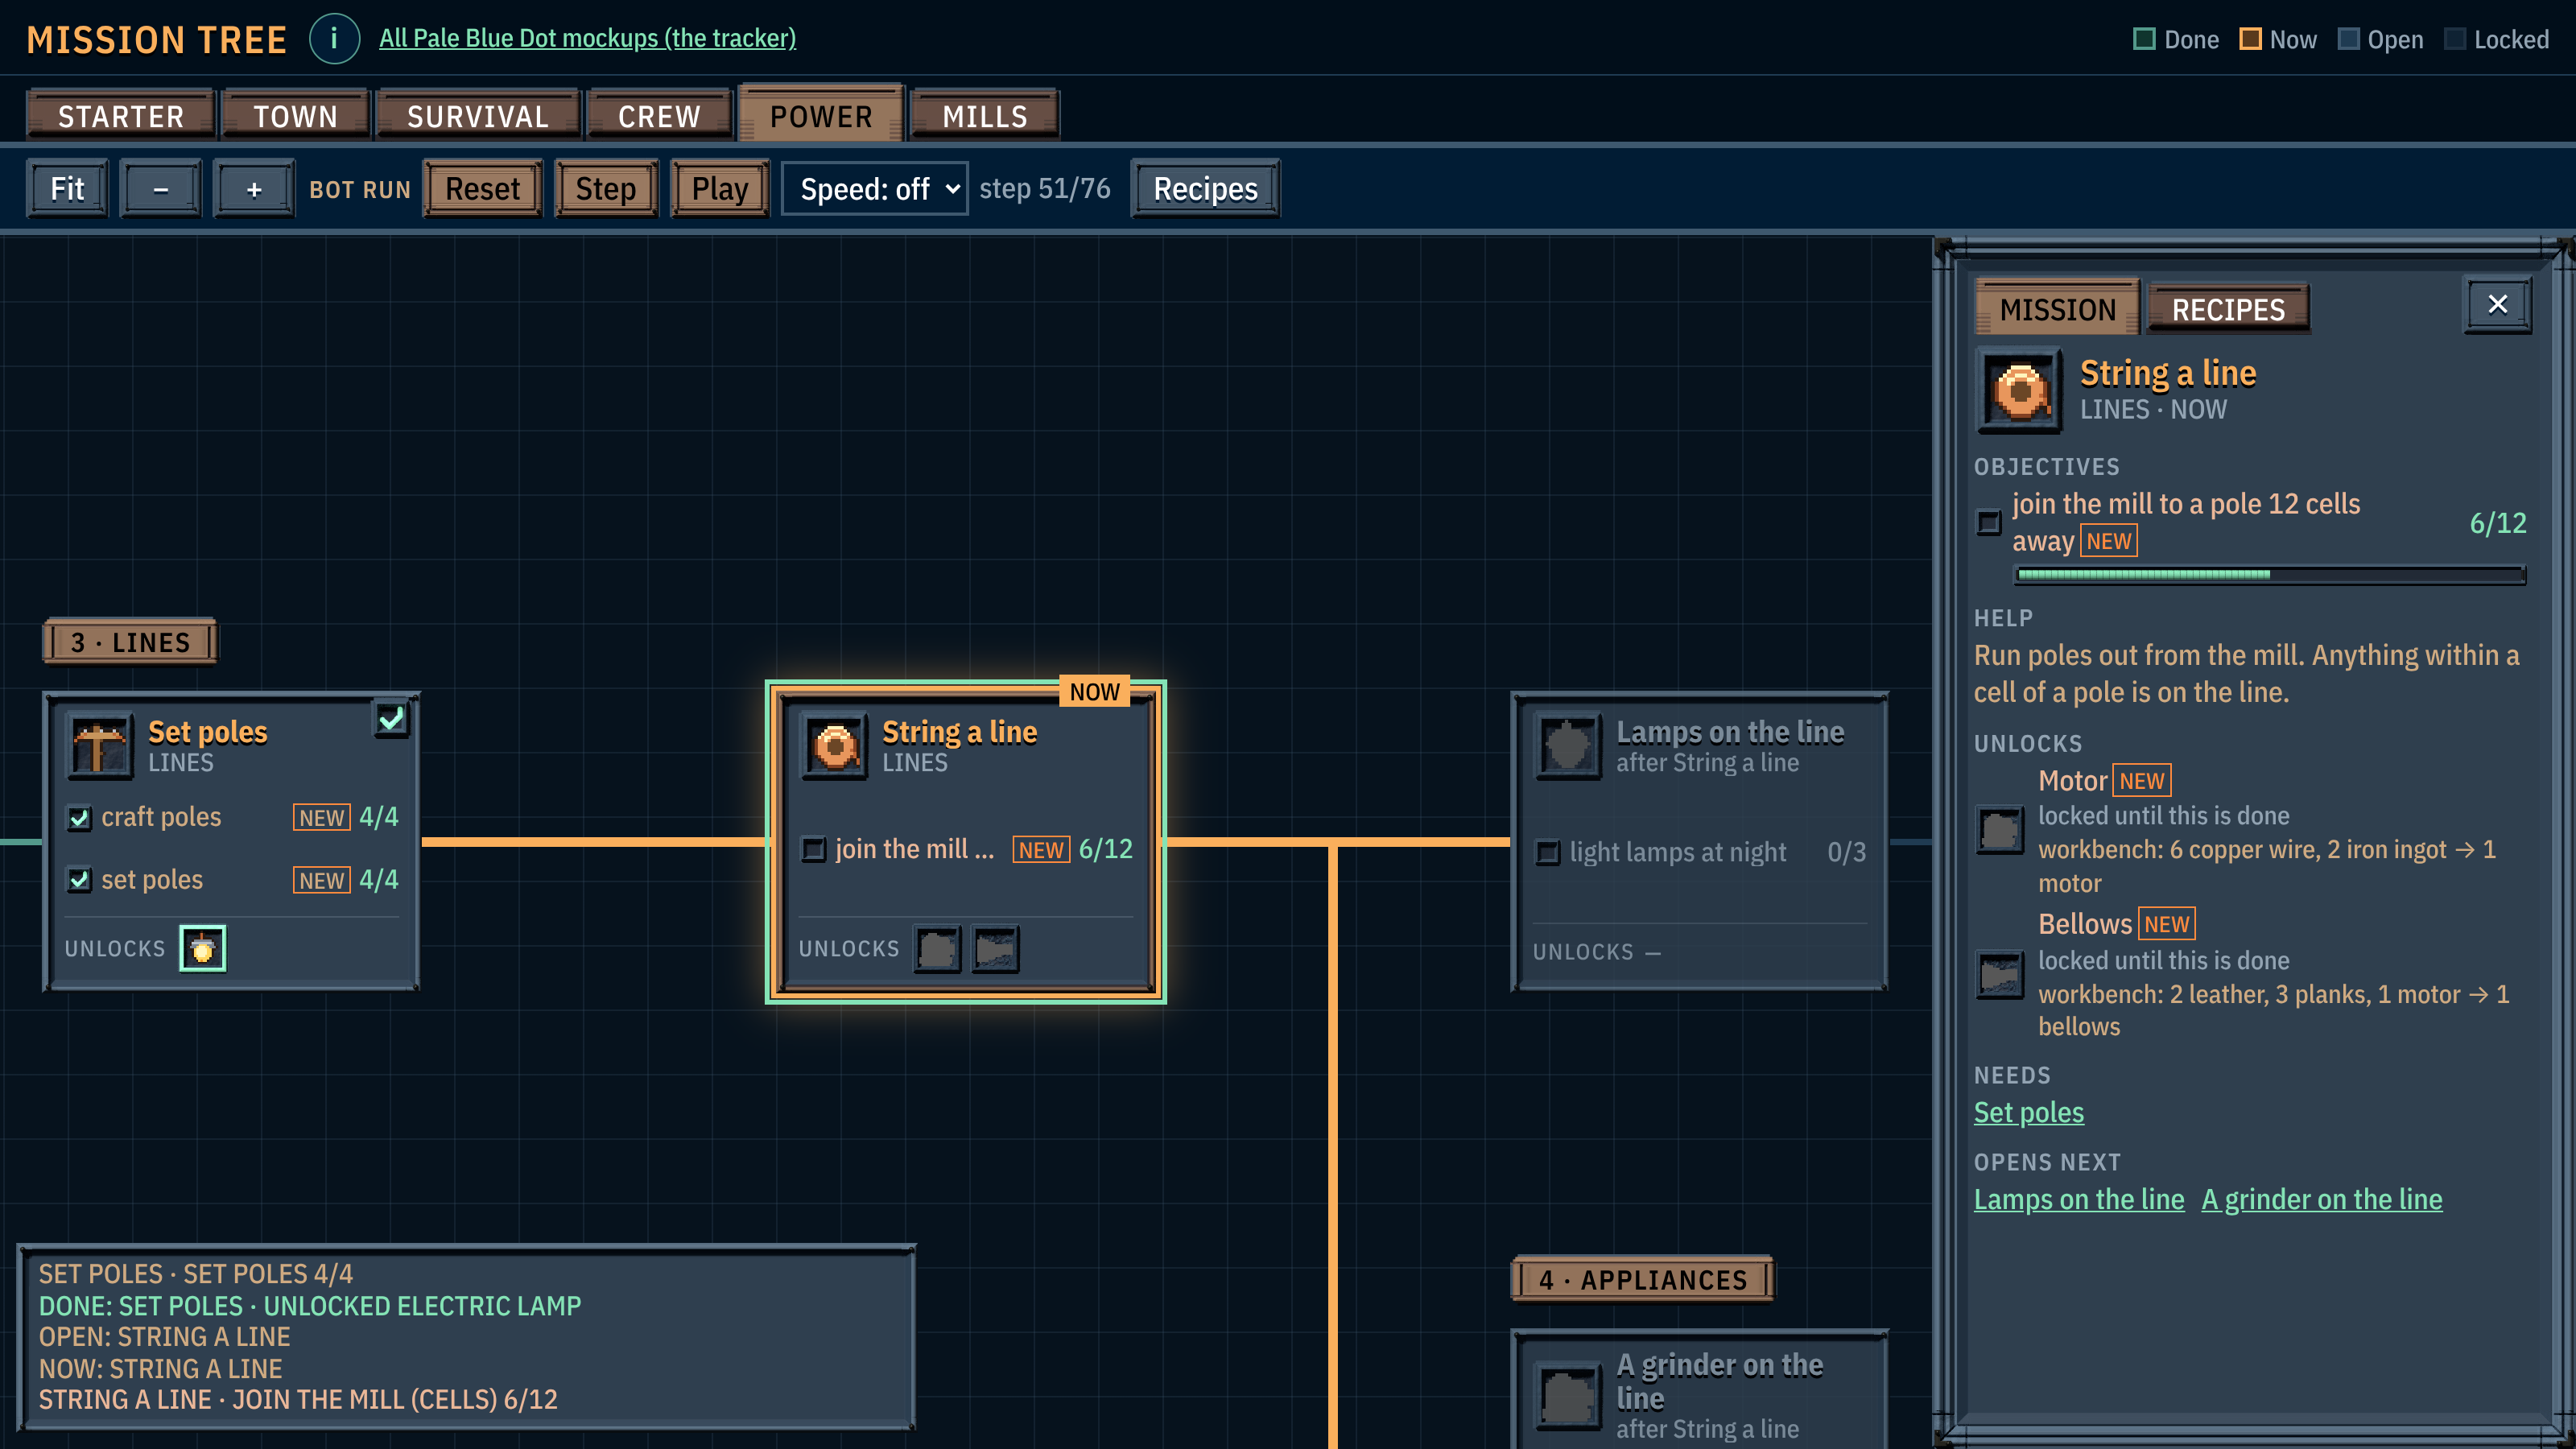 MISSION TREE
i
All Pale Blue Dot mockups (the tracker)
Done
Now
Open
Locked
STARTER
TOWN
SURVIVAL
CREW
POWER
MILLS
Fit
–
+
BOT RUN
Reset
Step
Play
Speed: off
step 51/76
Recipes
3 · LINES
Set poles
LINES
craft poles NEW 4/4
set poles NEW 4/4
UNLOCKS
NOW
String a line
LINES
join the mill ... NEW 6/12
UNLOCKS
Lamps on the line
after String a line
light lamps at night 0/3
UNLOCKS –
4 · APPLIANCES
A grinder on the
line
after String a line
SET POLES · SET POLES 4/4
DONE: SET POLES · UNLOCKED ELECTRIC LAMP
OPEN: STRING A LINE
NOW: STRING A LINE
STRING A LINE · JOIN THE MILL (CELLS) 6/12
MISSION
RECIPES
×
String a line
LINES · NOW
OBJECTIVES
join the mill to a pole 12 cells
away NEW
6/12
HELP
Run poles out from the mill. Anything within a
cell of a pole is on the line.
UNLOCKS
Motor NEW
locked until this is done
workbench: 6 copper wire, 2 iron ingot → 1
motor
Bellows NEW
locked until this is done
workbench: 2 leather, 3 planks, 1 motor → 1
bellows
NEEDS
Set poles
OPENS NEXT
Lamps on the line A grinder on the line